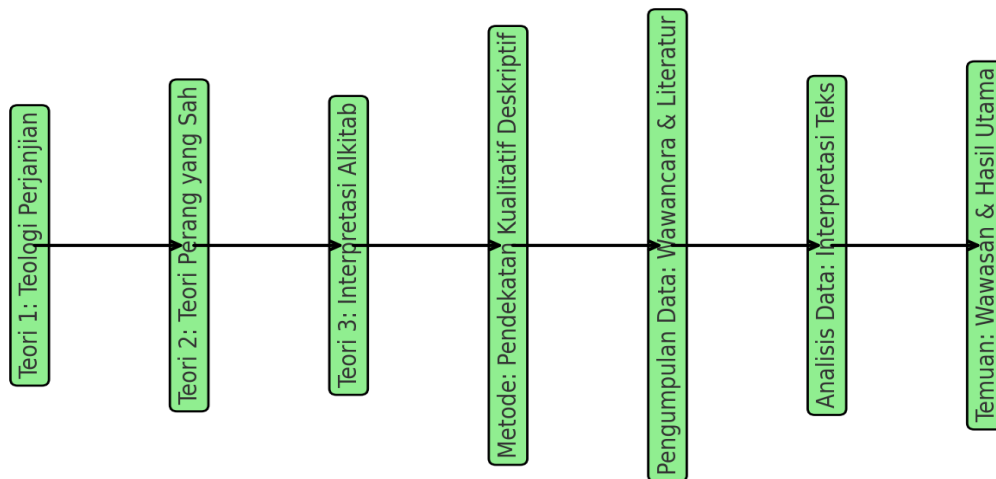 Teori 1: Teologi Perjanjian
Teori 2: Teori Perang yang Sah
Teori 3: Interpretasi Alkitab
Metode: Pendekatan Kualitatif Deskriptif
Pengumpulan Data: Wawancara & Literatur
Analisis Data: Interpretasi Teks
Temuan: Wawasan & Hasil Utama